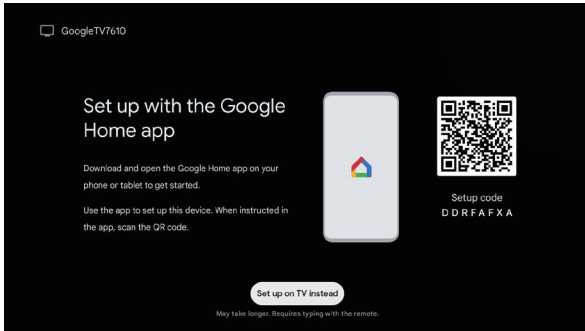 GoogleTV7610
Set up with the Google
Home app
Download and open the Google Home app on your
phone or tablet to get started.
Use the app to set up this device. When instructed in
the app, scan the QR code.
Setup code
DDRFAFXA
Set up on TV instead
May take longer. Requires typing with the remote.